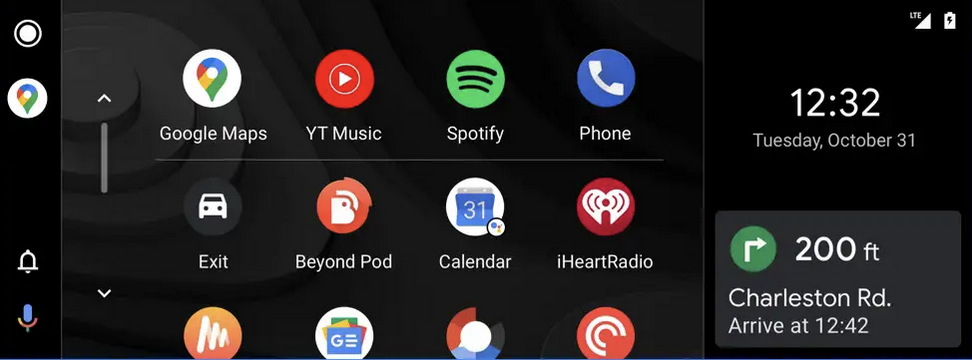 LTE
Google Maps
YT Music
Spotify
Phone
12:32
Tuesday, October 31
31
Exit
Beyond Pod
Calendar
iHeartRadio
200 ft
Charleston Rd.
Arrive at 12:42
GE